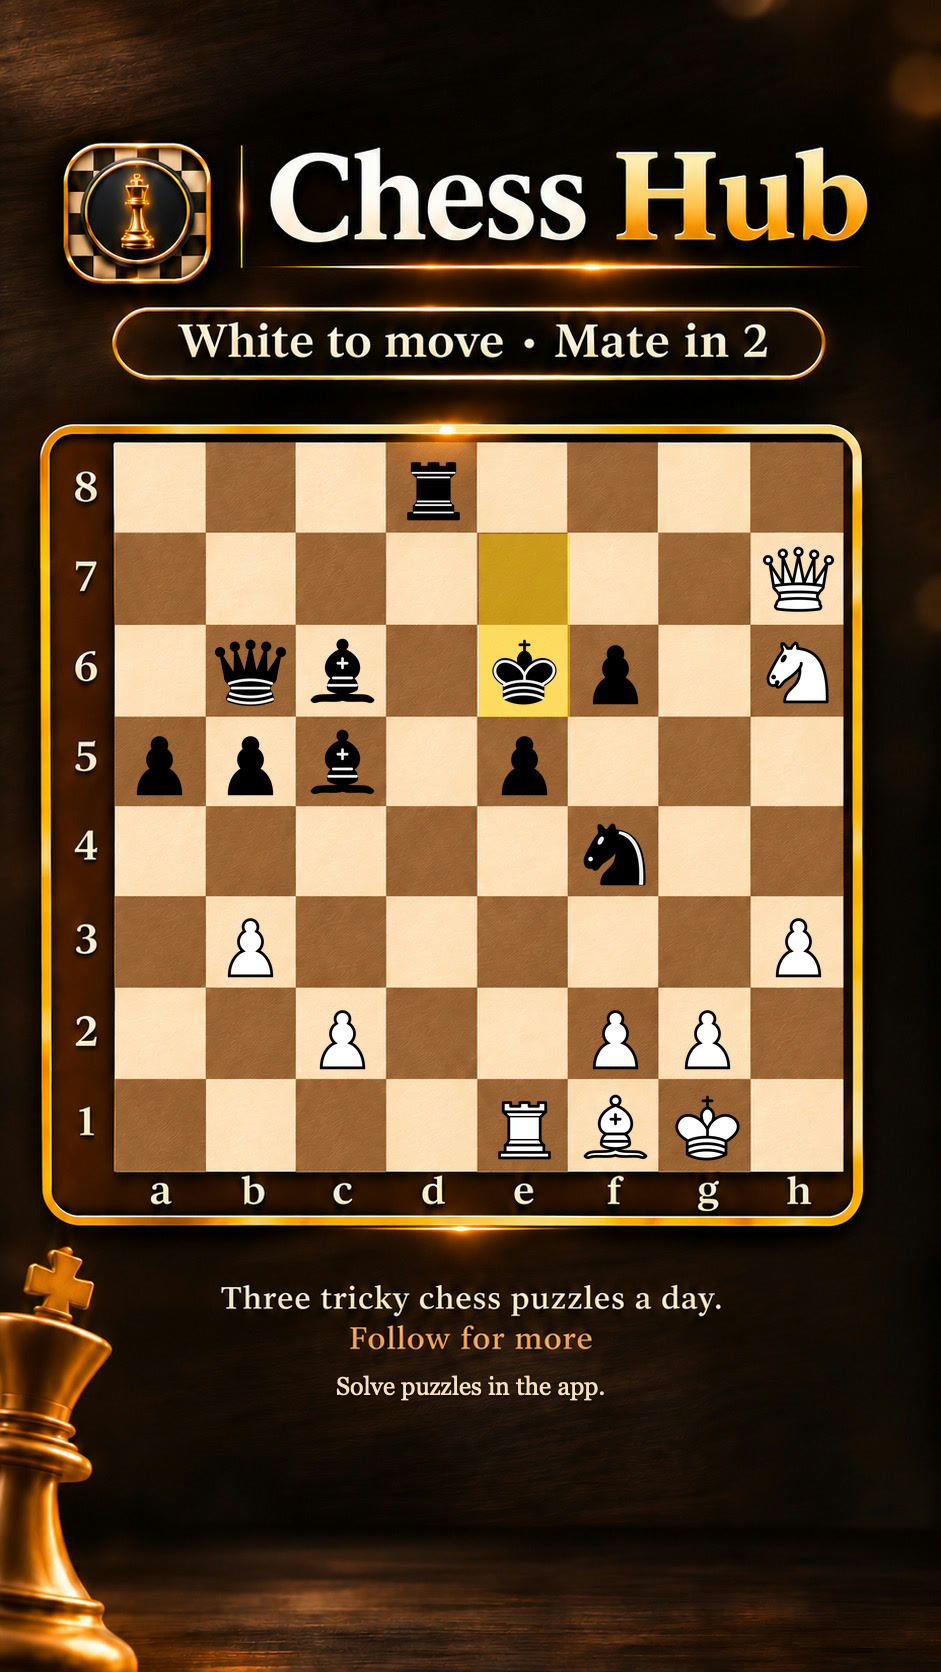 Chess Hub
White to move • Mate in 2
8
7
6
5
4
3
2
1
a b c d e f g h
Three tricky chess puzzles a day.
Follow for more
Solve puzzles in the app.